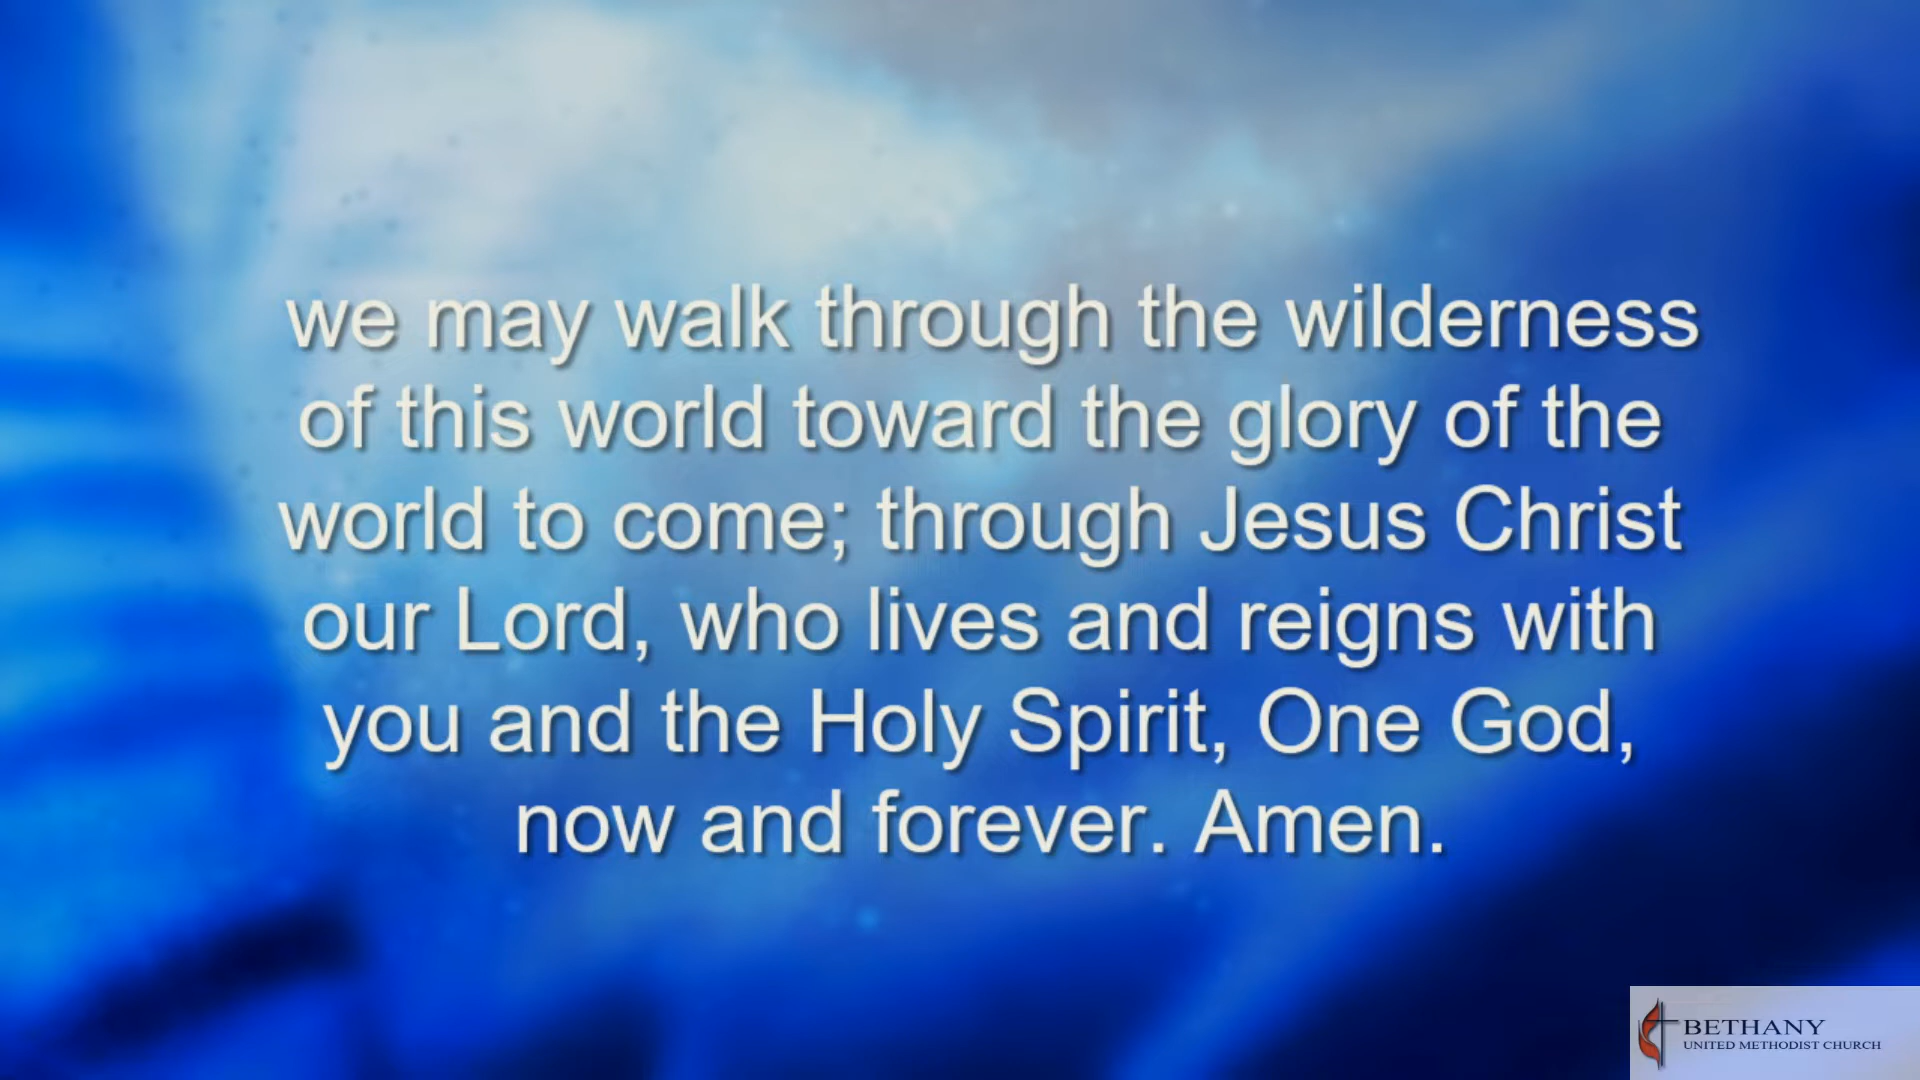 we may walk through the wilderness
of this world toward the glory of the
world to come; through Jesus Christ
our Lord, who lives and reigns with
you and the Holy Spirit, One God,
now and forever. Amen.
BETHANY
UNITED METHODIST CHURCH